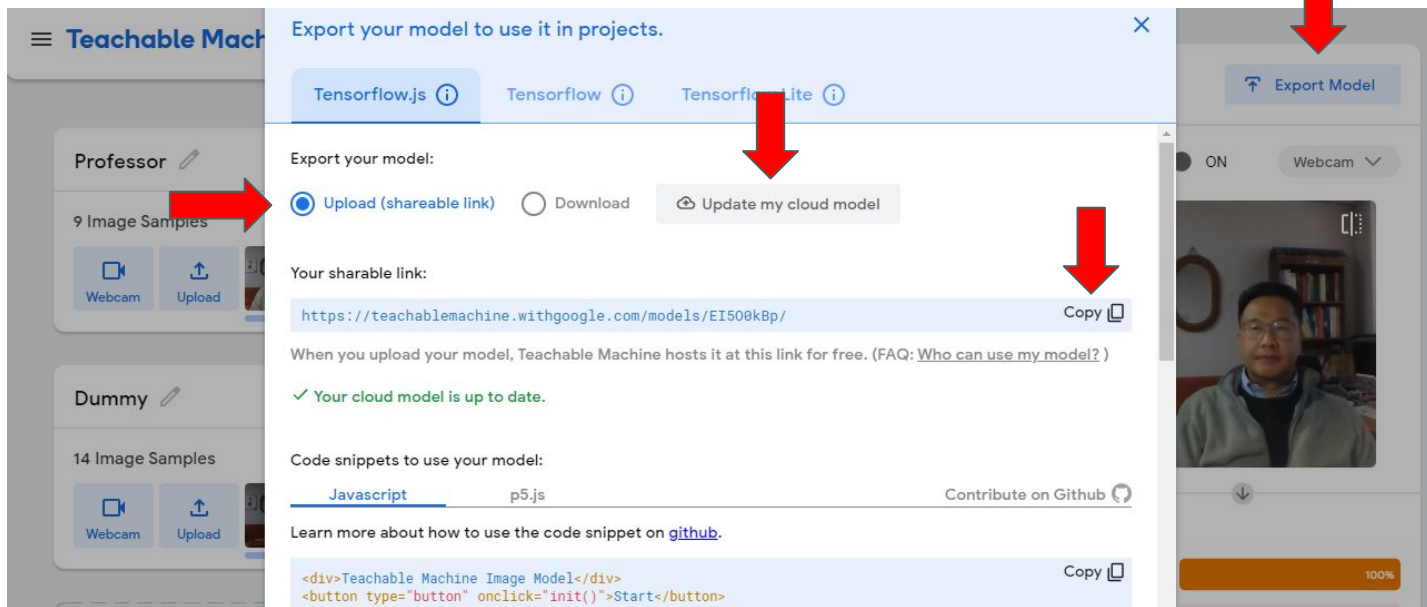 Teachable Mach
Export your model to use it in projects.
Export Model
Tensorflow.js
Tensorflow
Tensorflow Lite
Professor
9 Image Samples
Webcam
Upload
Export your model:
Upload (shareable link)
Download
Update my cloud model
ON
Webcam
Your sharable link:
https://teachablemachine.withgoogle.com/models/EI5O0kBp/
Copy
When you upload your model, Teachable Machine hosts it at this link for free. (FAQ: Who can use my model? )
Your cloud model is up to date.
Dummy
14 Image Samples
Webcam
Upload
Code snippets to use your model:
Javascript
p5.js
Contribute on Github
Learn more about how to use the code snippet on github.
<div>Teachable Machine Image Model</div>
<button type="button" onclick="init()">Start</button>
Copy
100%